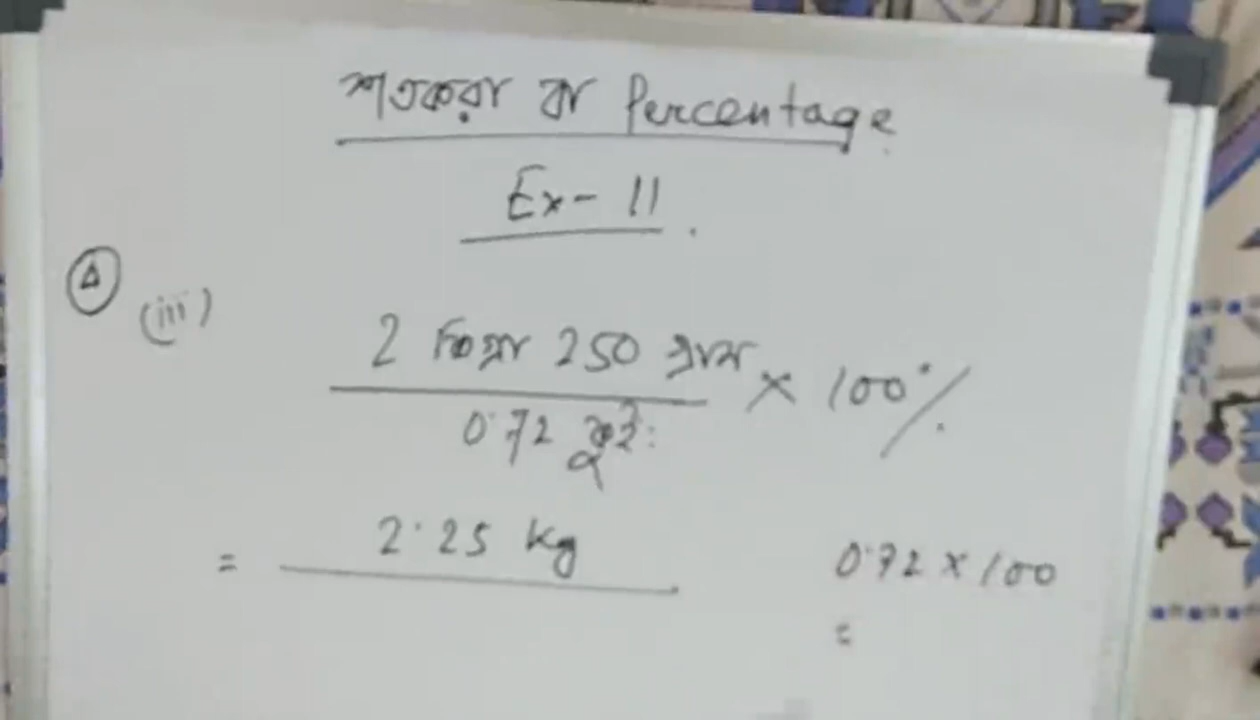 শতকরা বা Percentage
Ex- 11.
4
(iii)
2 কিগ্রা 250 গ্রাম × 100%
0.72 কুই:
= 2.25 kg
0.72 × 100
=